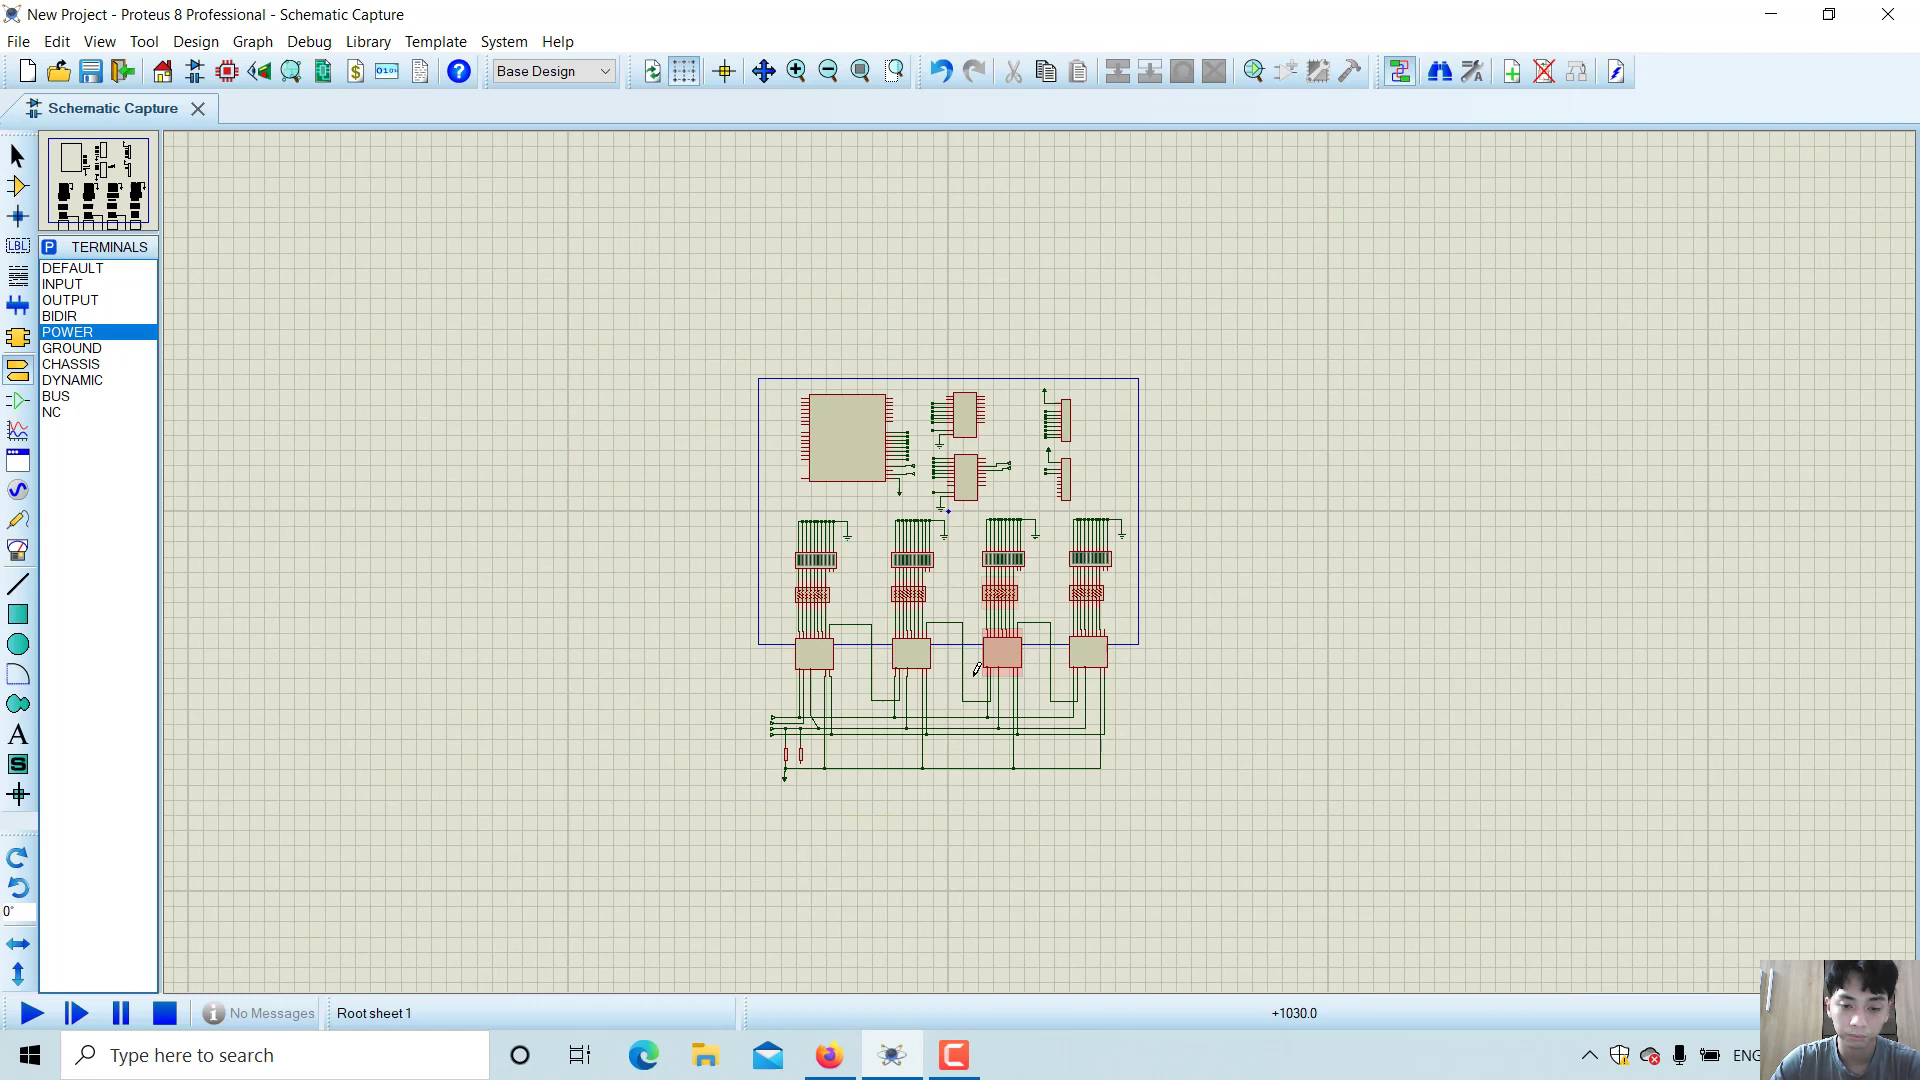 New Project - Proteus 8 Professional - Schematic Capture
File Edit View Tool Design Graph Debug Library Template System Help
Base Design
Schematic Capture
LBL
P TERMINALS
DEFAULT
INPUT
OUTPUT
BIDIR
POWER
GROUND
CHASSIS
DYNAMIC
BUS
NC
A
S
0°
No Messages
Root sheet 1
+1030.0
Type here to search
ENG